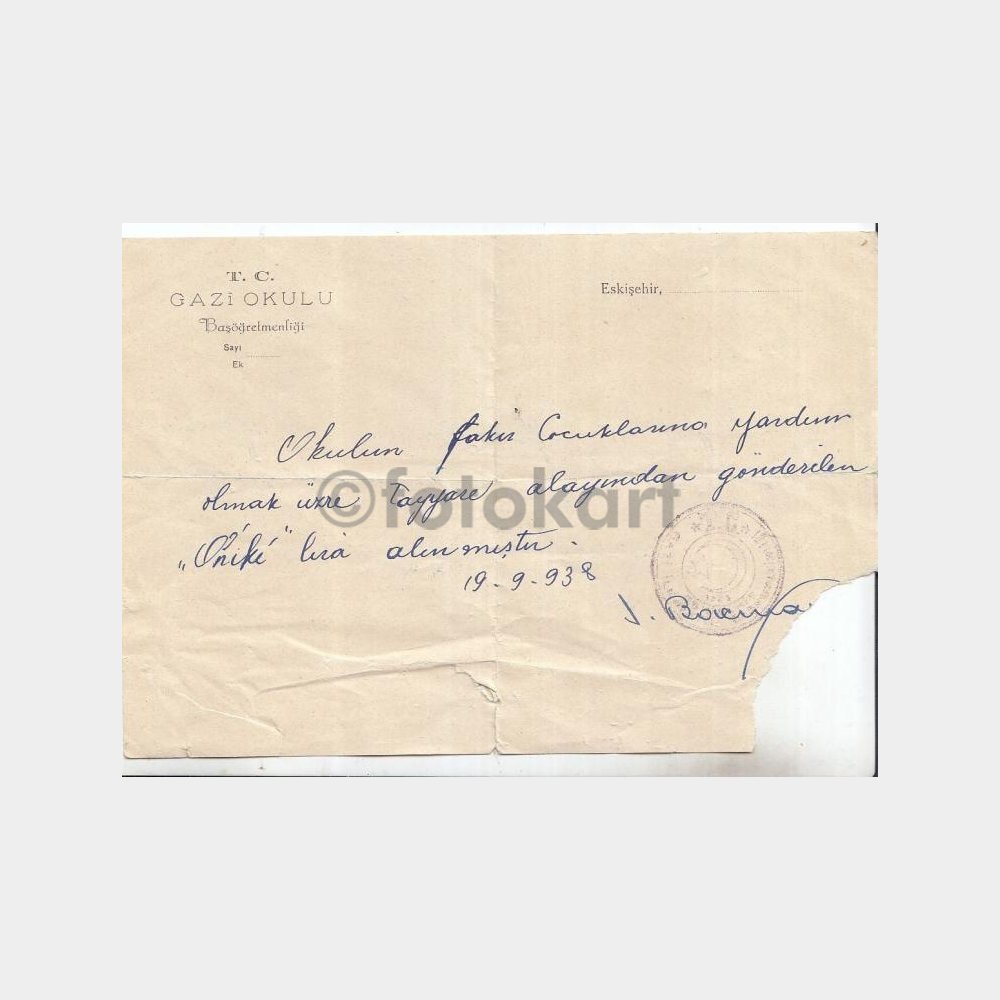 T. C.
GAZİ OKULU
Başöğretmenliği
Sayı
Ek
Eskişehir,
Okulun fakir Çocuklarına yardım
olmak üzre Tayyare alayından gönderilen
„Oniki" lira alınmıştır.
19-9-938
©fotokart